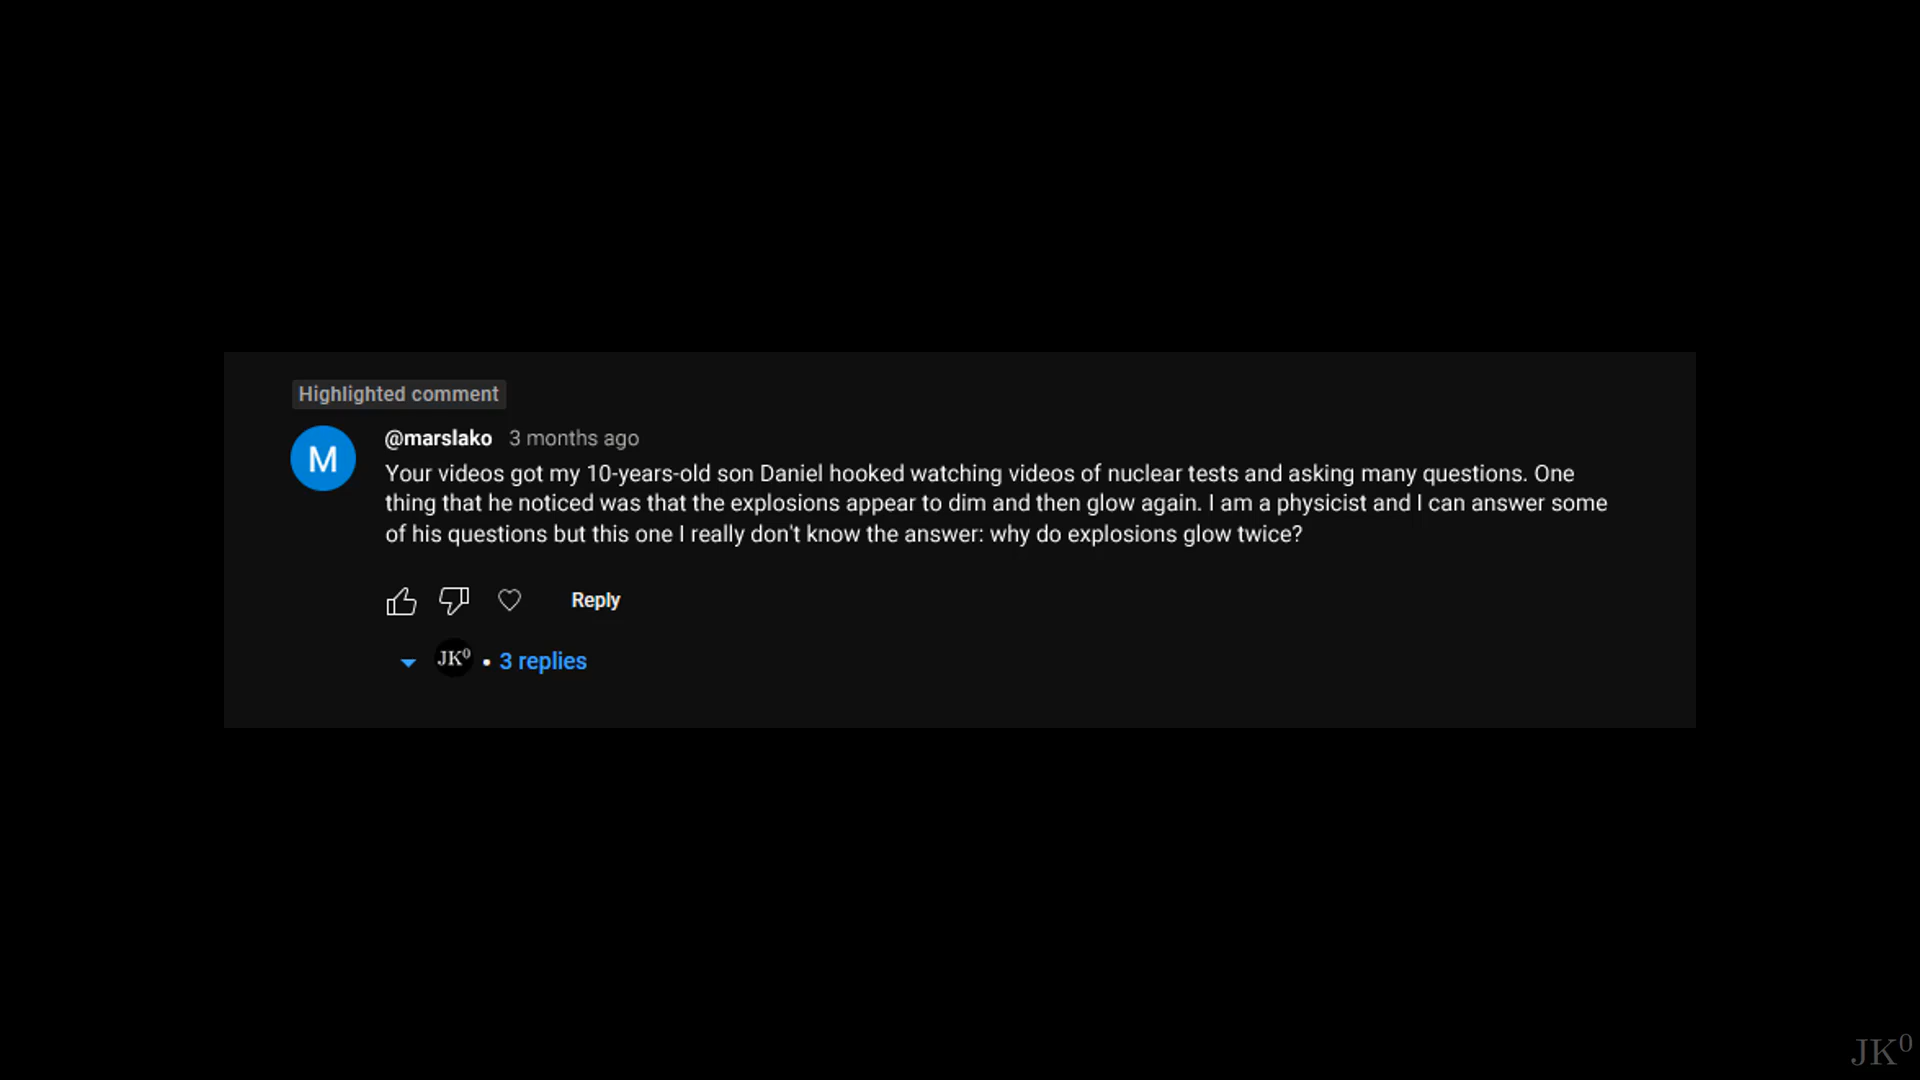 Highlighted comment
M
@marslako 3 months ago
Your videos got my 10-years-old son Daniel hooked watching videos of nuclear tests and asking many questions. One
thing that he noticed was that the explosions appear to dim and then glow again. I am a physicist and I can answer some
of his questions but this one I really don't know the answer: why do explosions glow twice?
Reply
JK⁰ • 3 replies
JK⁰